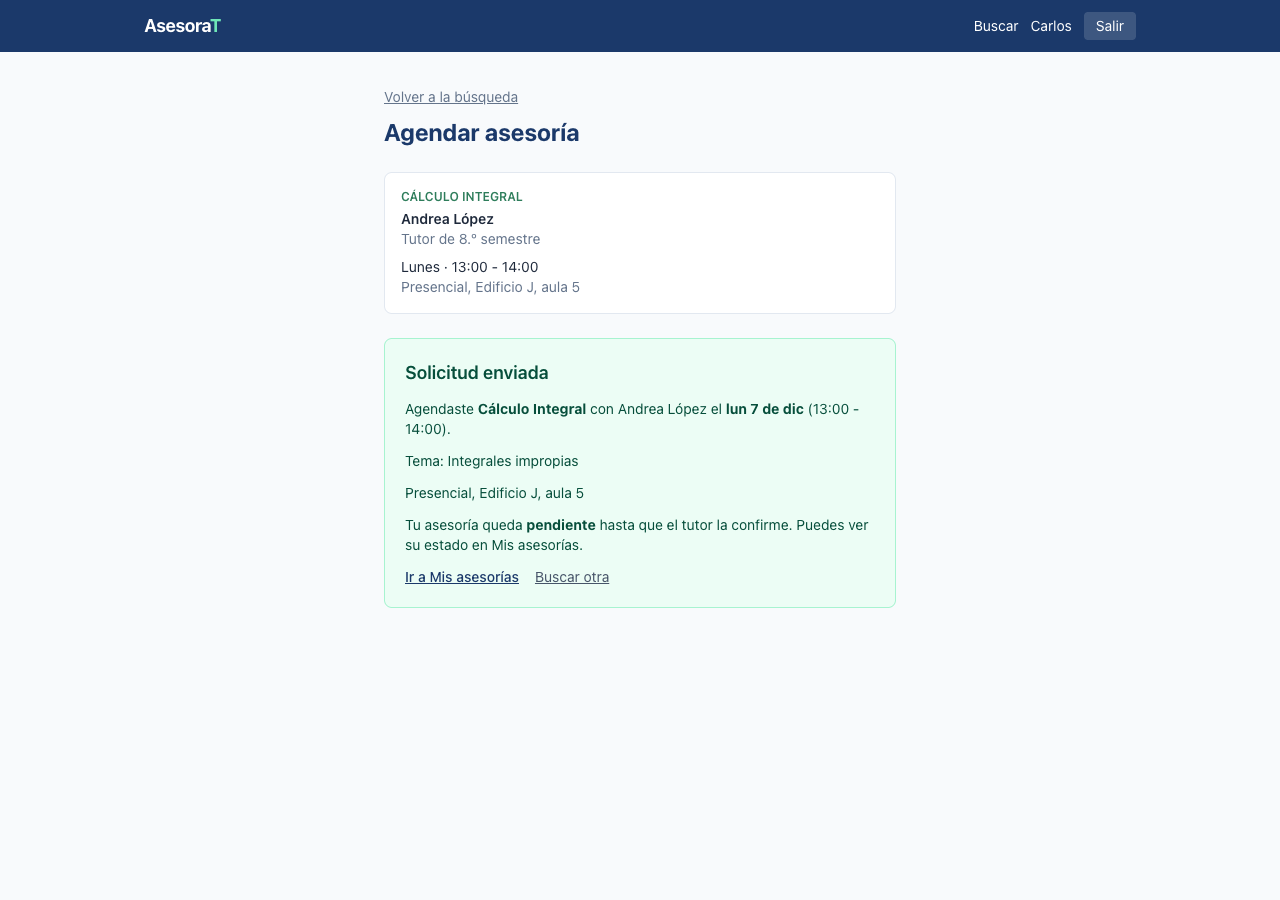 AsesoraT
Buscar Carlos Salir
Volver a la búsqueda
Agendar asesoría
CÁLCULO INTEGRAL
Andrea López
Tutor de 8.º semestre
Lunes · 13:00 - 14:00
Presencial, Edificio J, aula 5
Solicitud enviada
Agendaste Cálculo Integral con Andrea López el lun 7 de dic (13:00 -
14:00).
Tema: Integrales impropias
Presencial, Edificio J, aula 5
Tu asesoría queda pendiente hasta que el tutor la confirme. Puedes ver
su estado en Mis asesorías.
Ir a Mis asesorías Buscar otra